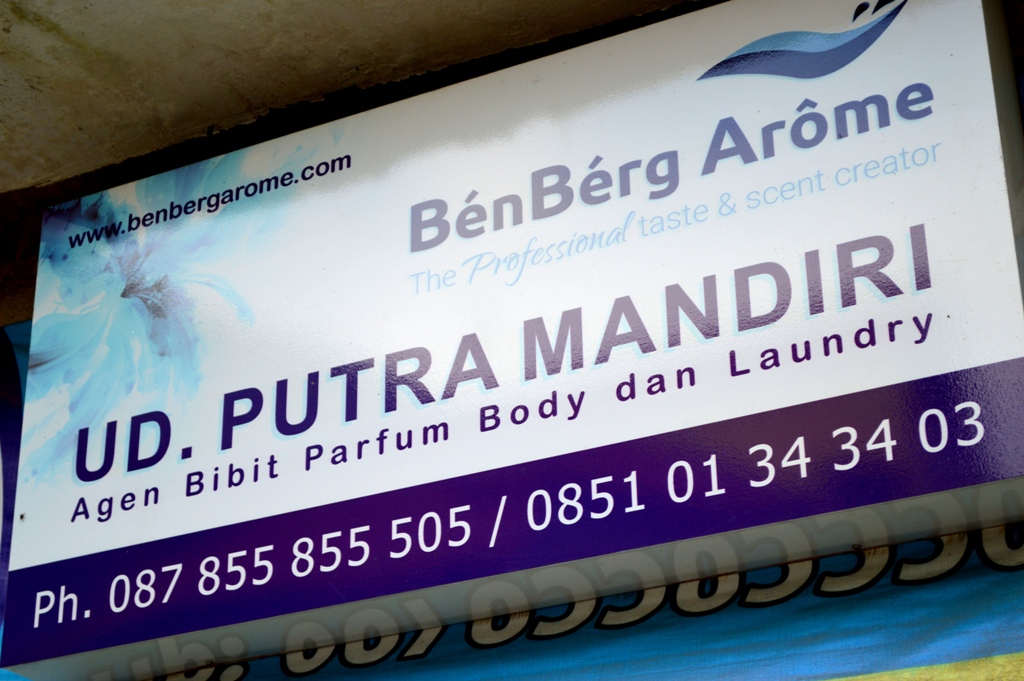 www.benbergarome.com
BénBérg Arôme
The Professional taste & scent creator
UD. PUTRA MANDIRI
Agen Bibit Parfum Body dan Laundry
Ph. 087 855 855 505 / 0851 01 34 34 03